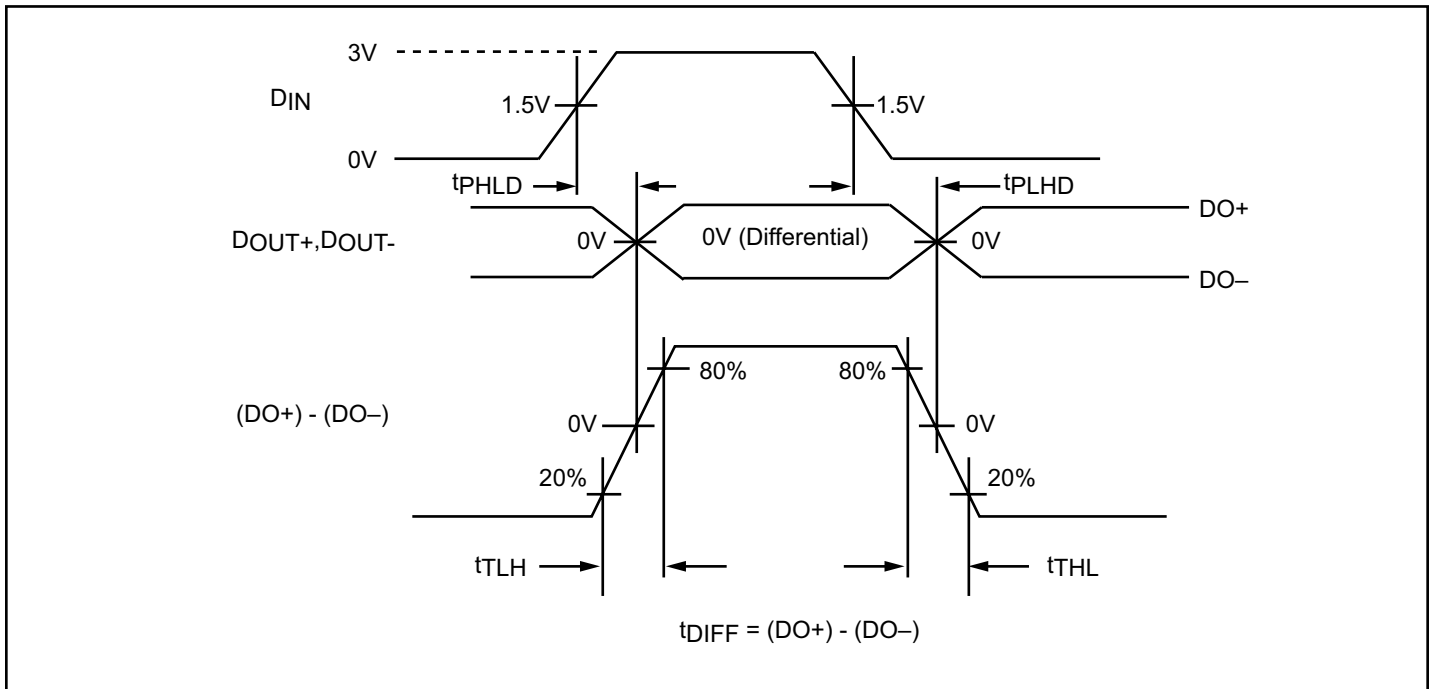 3V
DIN
1.5V
1.5V
0V
tPHLD
tPLHD
DO+
DOUT+,DOUT-
0V
0V (Differential)
0V
DO–
80%
80%
(DO+) - (DO–)
0V
0V
20%
20%
tTLH
tTHL
tDIFF = (DO+) - (DO–)